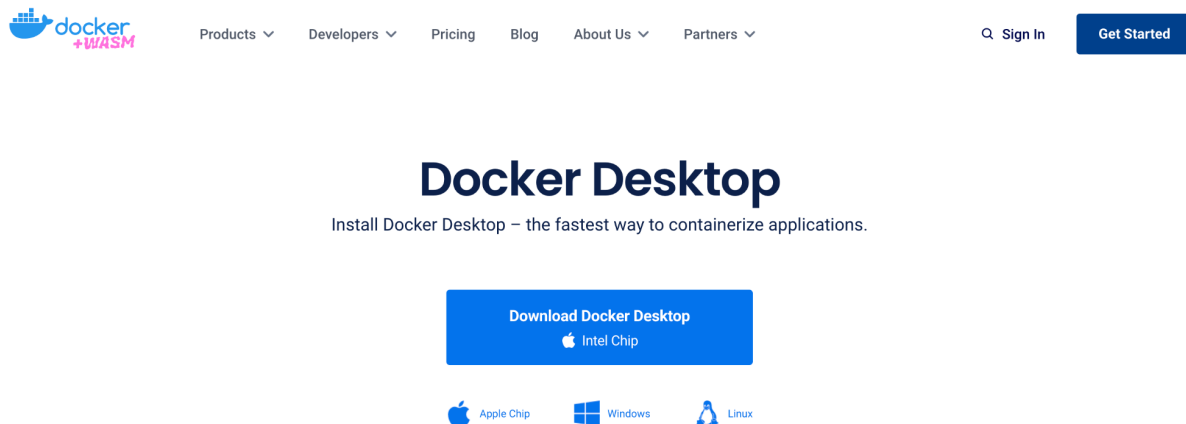 docker
+WASM
Products Developers Pricing Blog About Us Partners Sign In Get Started
Docker Desktop
Install Docker Desktop – the fastest way to containerize applications.
Download Docker Desktop
Intel Chip
Apple Chip Windows Linux